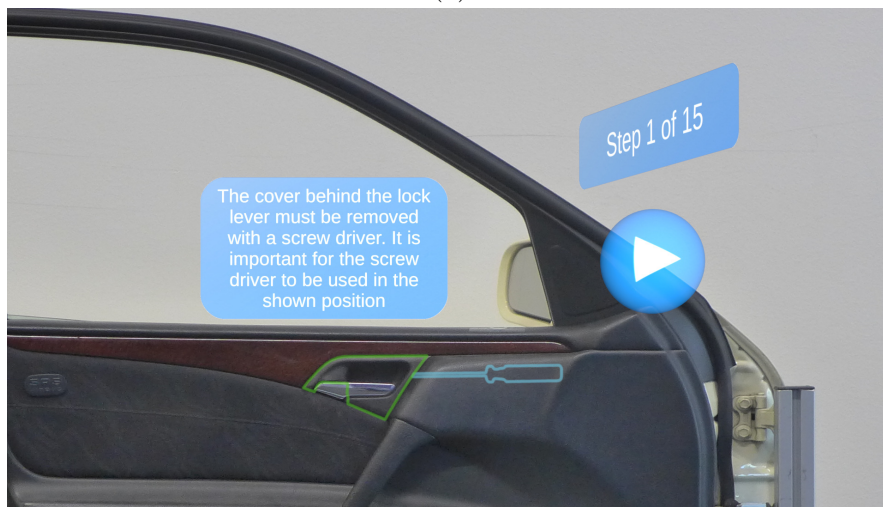 The cover behind the lock
lever must be removed
with a screw driver. It is
important for the screw
driver to be used in the
shown position
Step 1 of 15